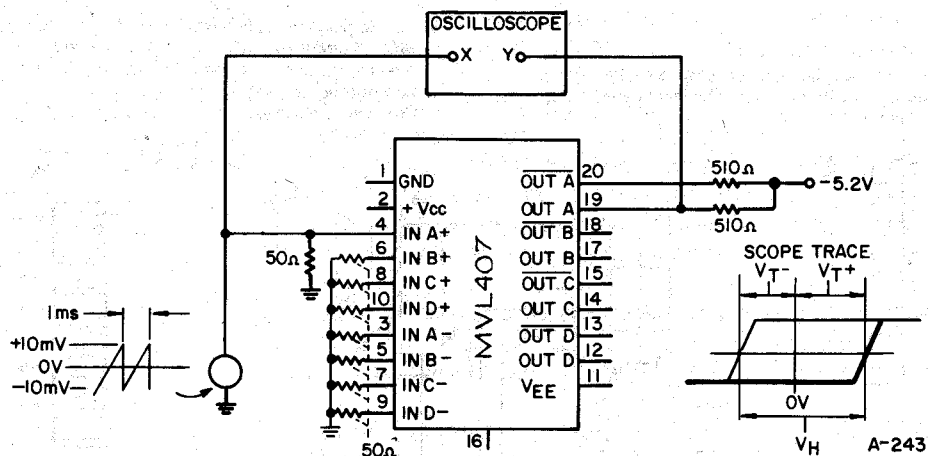 OSCILLOSCOPE
X Y
1 GND
2 +VCC
4 IN A+
6 IN B+
8 IN C+
10 IN D+
3 IN A-
5 IN B-
7 IN C-
9 IN D-
16
MVL407
OUT A 20
OUT A 19
OUT B 18
OUT B 17
OUT C 15
OUT C 14
OUT D 13
OUT D 12
VEE 11
510Ω
510Ω
-5.2V
50Ω
50Ω
1ms
+10mV
0V
-10mV
SCOPE TRACE
VT- VT+
0V
VH
A-243